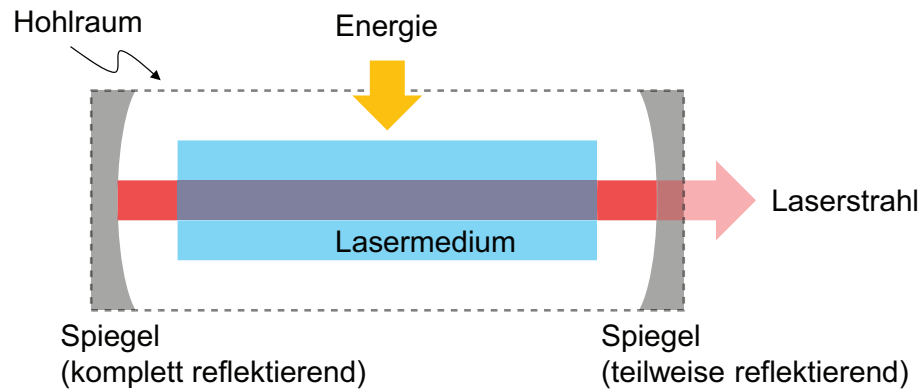 Hohlraum
Energie
Laserstrahl
Lasermedium
Spiegel
(komplett reflektierend)
Spiegel
(teilweise reflektierend)